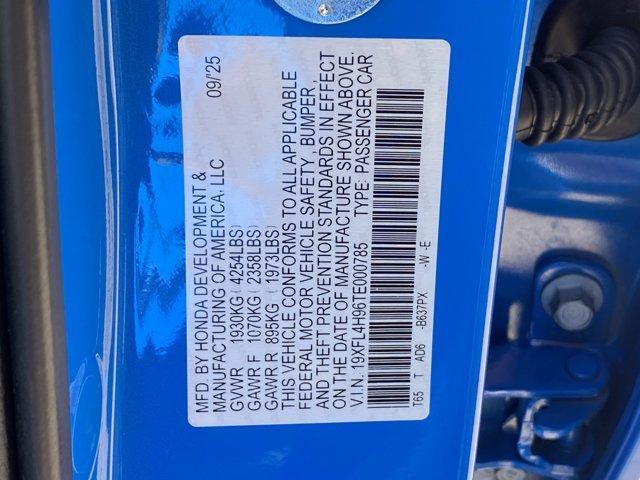 MFD. BY HONDA DEVELOPMENT & 09/'25
MANUFACTURING OF AMERICA, LLC
GVWR 1930KG ( 4254LBS)
GAWR F 1070KG ( 2358LBS)
GAWR R 895KG ( 1973LBS)
THIS VEHICLE CONFORMS TO ALL APPLICABLE
FEDERAL MOTOR VEHICLE SAFETY, BUMPER,
AND THEFT PREVENTION STANDARDS IN EFFECT
ON THE DATE OF MANUFACTURE SHOWN ABOVE.
V.I.N. 19XFL4H96TE000785 TYPE: PASSENGER CAR
T65 T AD6 -B637PX -W -E